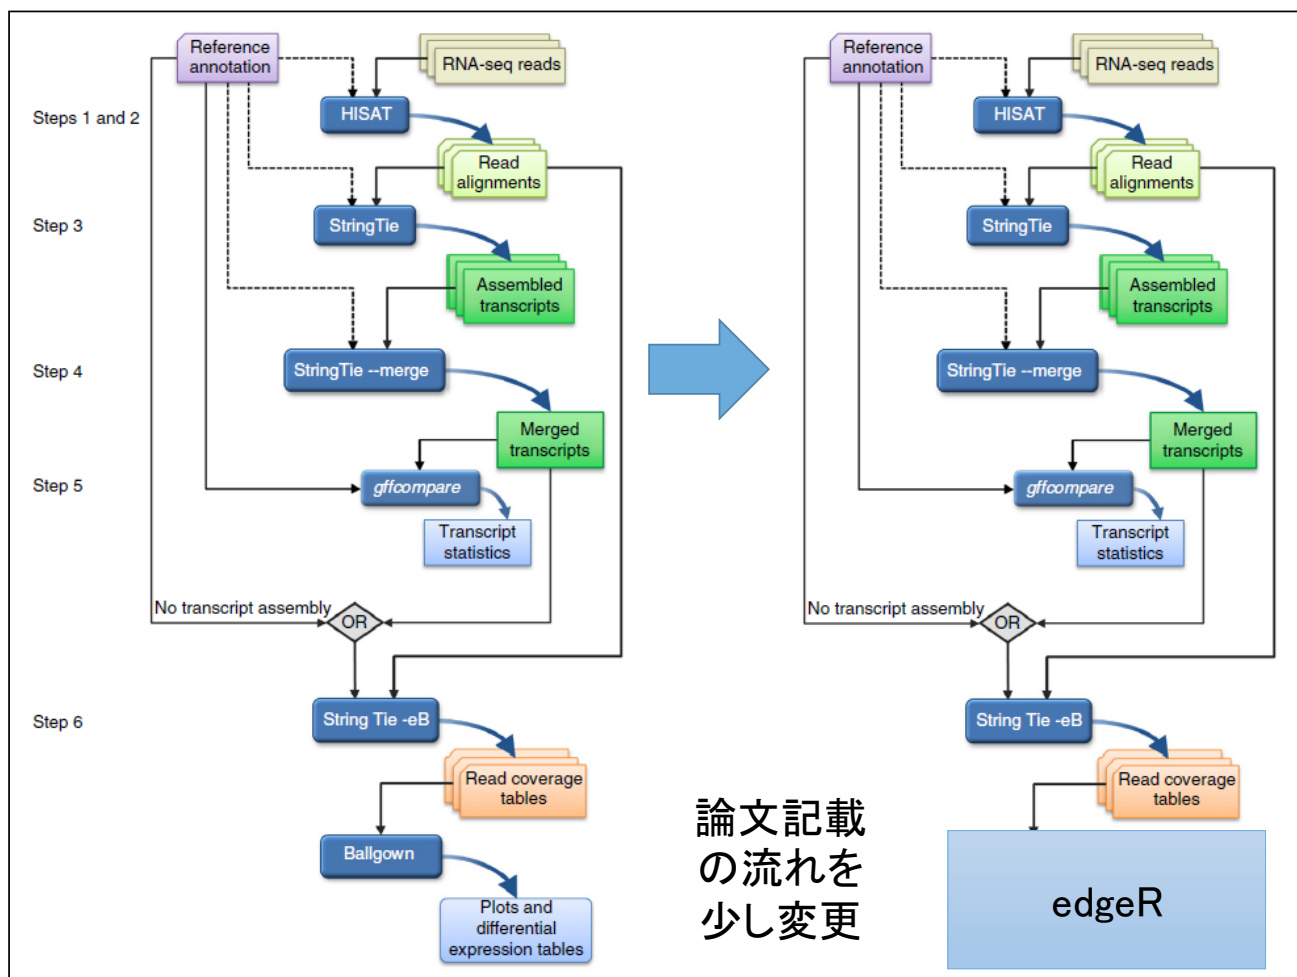 Reference
annotation
RNA-seq reads
Steps 1 and 2
HISAT
Read
alignments
Step 3
StringTie
Assembled
transcripts
Step 4
StringTie --merge
Merged
transcripts
Step 5
gffcompare
Transcript
statistics
No transcript assembly
OR
Step 6
String Tie -eB
Read coverage
tables
Ballgown
Plots and
differential
expression tables
論文記載
の流れを
少し変更
Reference
annotation
RNA-seq reads
HISAT
Read
alignments
StringTie
Assembled
transcripts
StringTie --merge
Merged
transcripts
gffcompare
Transcript
statistics
No transcript assembly
OR
String Tie -eB
Read coverage
tables
edgeR